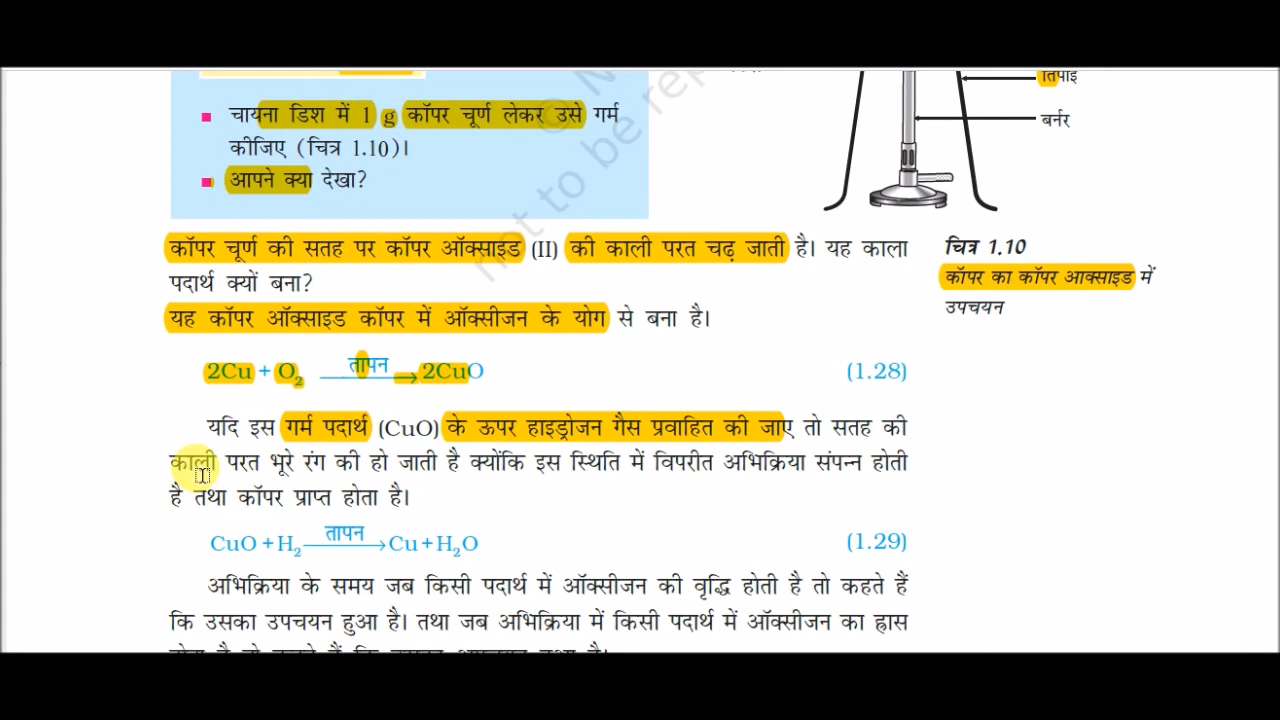 तिपाई
चायना डिश में 1 g कॉपर चूर्ण लेकर उसे गर्म
बर्नर
कीजिए (चित्र 1.10)।
आपने क्या देखा?
not to be rep
कॉपर चूर्ण की सतह पर कॉपर ऑक्साइड (II) की काली परत चढ़ जाती है। यह काला
पदार्थ क्यों बना?
चित्र 1.10
कॉपर का कॉपर आक्साइड में
उपचयन
यह कॉपर ऑक्साइड कॉपर में ऑक्सीजन के योग से बना है।
2Cu + O₂ तापन → 2CuO (1.28)
यदि इस गर्म पदार्थ (CuO) के ऊपर हाइड्रोजन गैस प्रवाहित की जाए तो सतह की
काली परत भूरे रंग की हो जाती है क्योंकि इस स्थिति में विपरीत अभिक्रिया संपन्न होती
है तथा कॉपर प्राप्त होता है।
CuO + H₂ तापन → Cu + H₂O (1.29)
अभिक्रिया के समय जब किसी पदार्थ में ऑक्सीजन की वृद्धि होती है तो कहते हैं
कि उसका उपचयन हुआ है। तथा जब अभिक्रिया में किसी पदार्थ में ऑक्सीजन का ह्रास